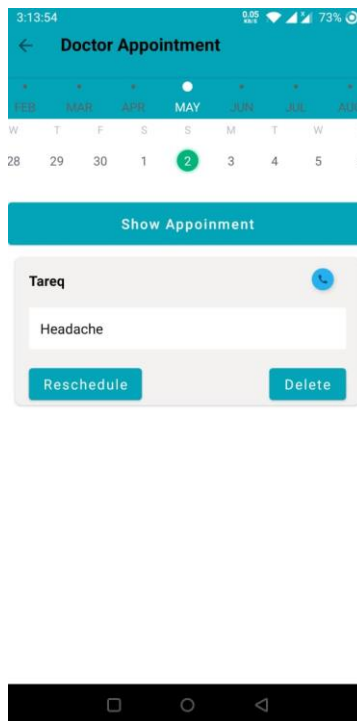 3:13:54 0.05 KB/S 73%
Doctor Appointment
FEB MAR APR MAY JUN JUL AU
W T F S S M T W
28 29 30 1 2 3 4 5
Show Appoinment
Tareq
Headache
Reschedule Delete